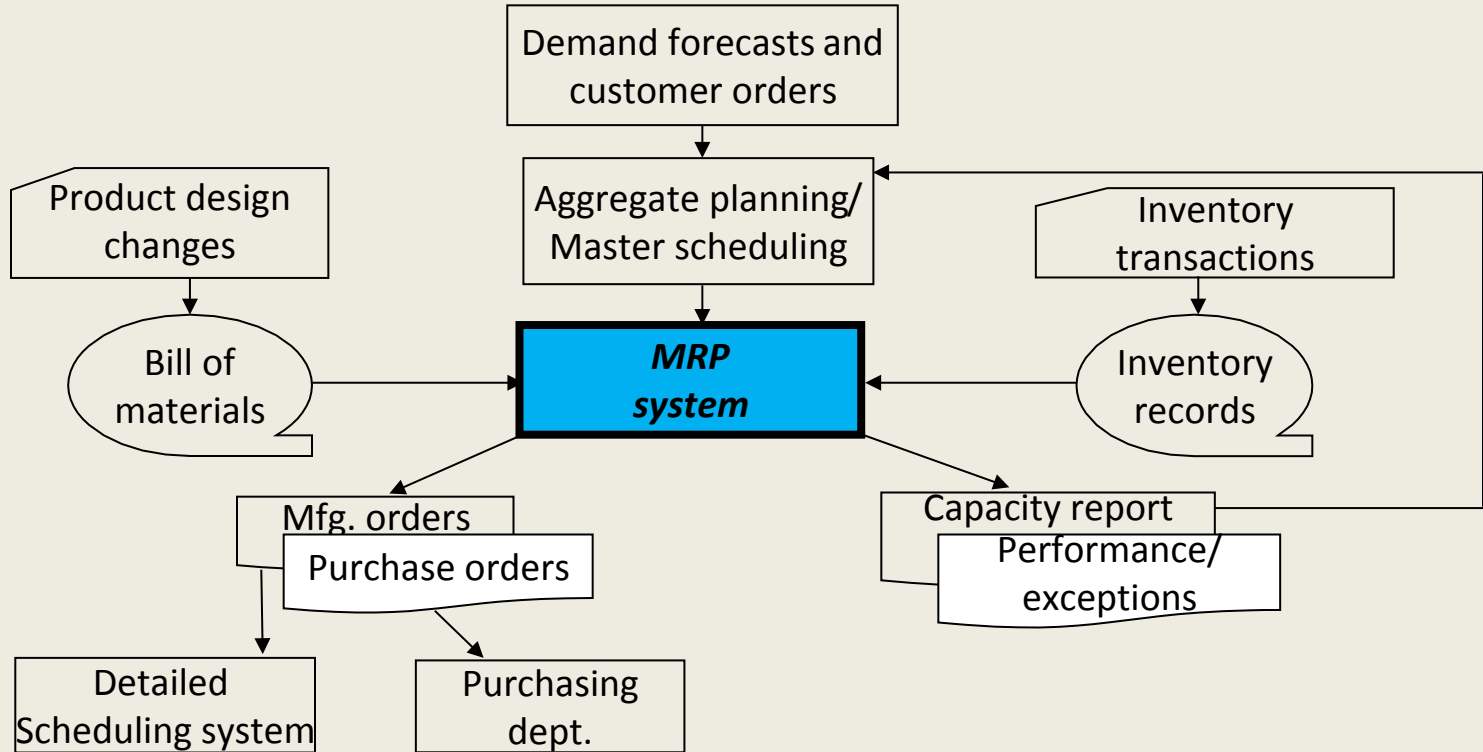 Demand forecasts and
customer orders
Product design
changes
Aggregate planning/
Master scheduling
Inventory
transactions
Bill of
materials
MRP
system
Inventory
records
Mfg. orders
Purchase orders
Capacity report
Performance/
exceptions
Detailed
Scheduling system
Purchasing
dept.